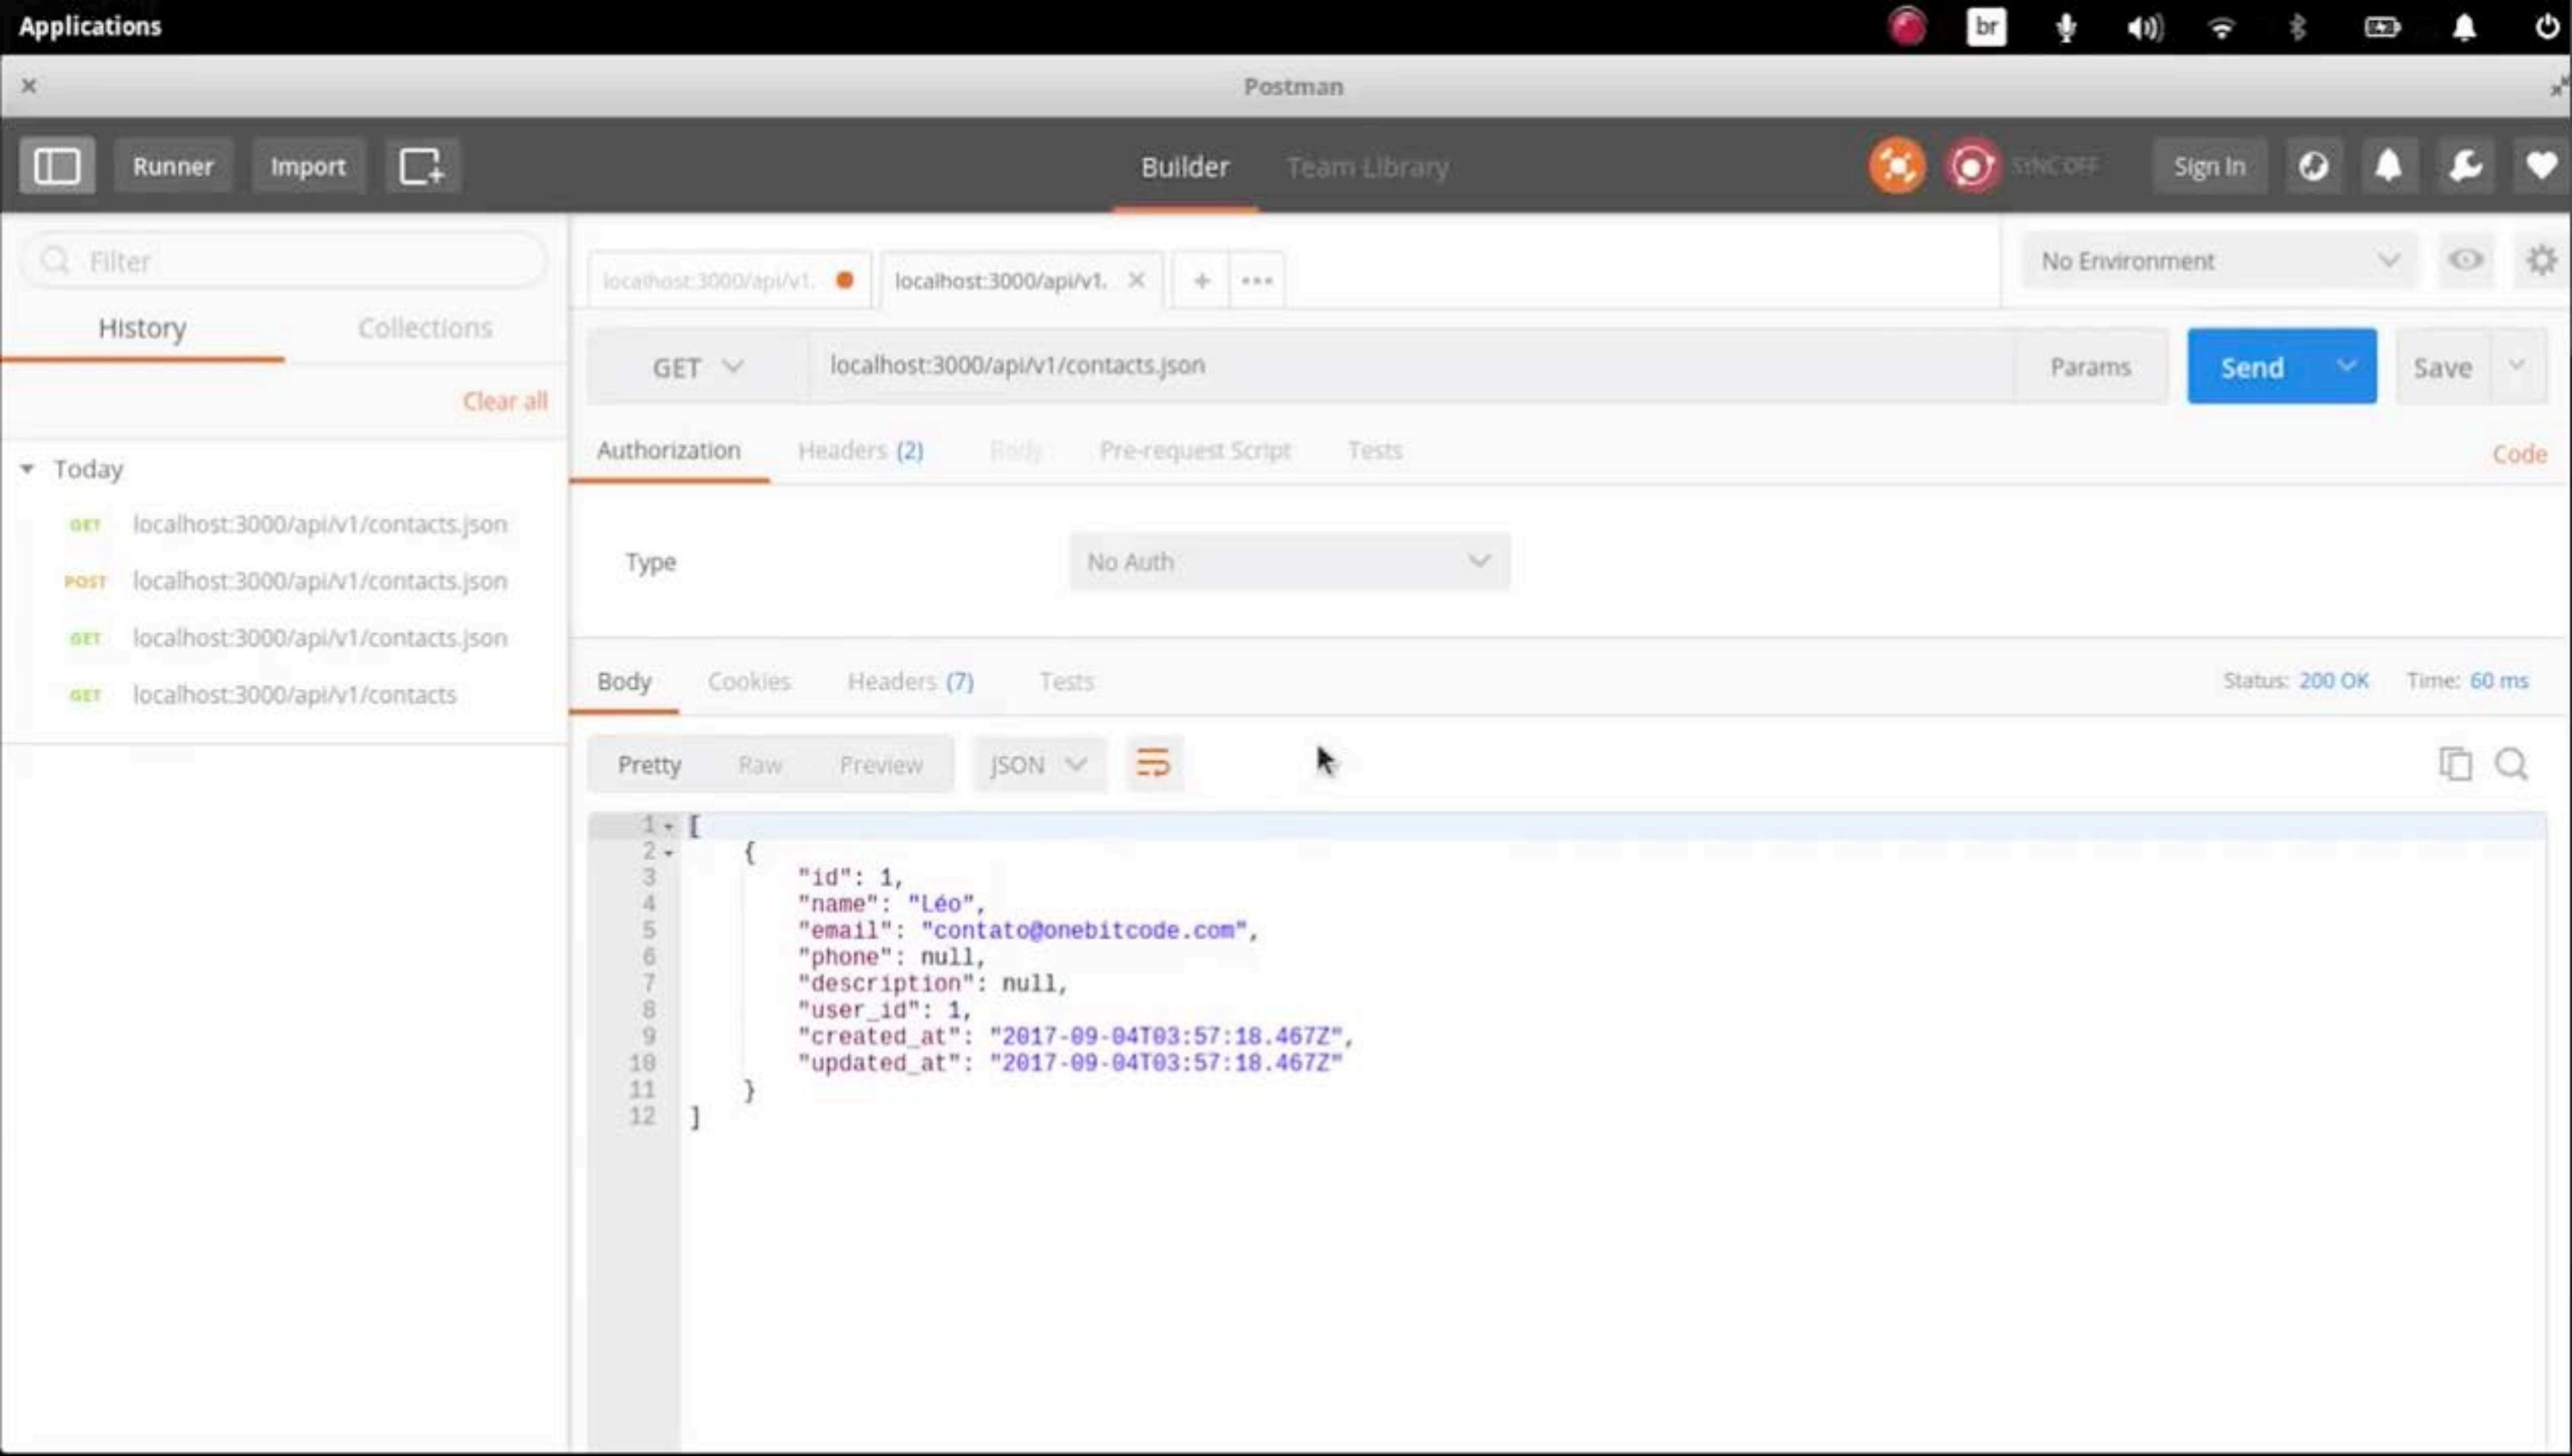 Applications
br
Postman
Runner
Import
Builder
Team Library
SYNC OFF
Sign In
Filter
History
Collections
Clear all
Today
GET localhost:3000/api/v1/contacts.json
POST localhost:3000/api/v1/contacts.json
GET localhost:3000/api/v1/contacts.json
GET localhost:3000/api/v1/contacts
localhost:3000/api/v1.
localhost:3000/api/v1.
No Environment
GET
localhost:3000/api/v1/contacts.json
Params
Send
Save
Authorization
Headers (2)
Body
Pre-request Script
Tests
Code
Type
No Auth
Body
Cookies
Headers (7)
Tests
Status: 200 OK
Time: 60 ms
Pretty
Raw
Preview
JSON
1 [
2 {
3 "id": 1,
4 "name": "Léo",
5 "email": "contato@onebitcode.com",
6 "phone": null,
7 "description": null,
8 "user_id": 1,
9 "created_at": "2017-09-04T03:57:18.467Z",
10 "updated_at": "2017-09-04T03:57:18.467Z"
11 }
12 ]